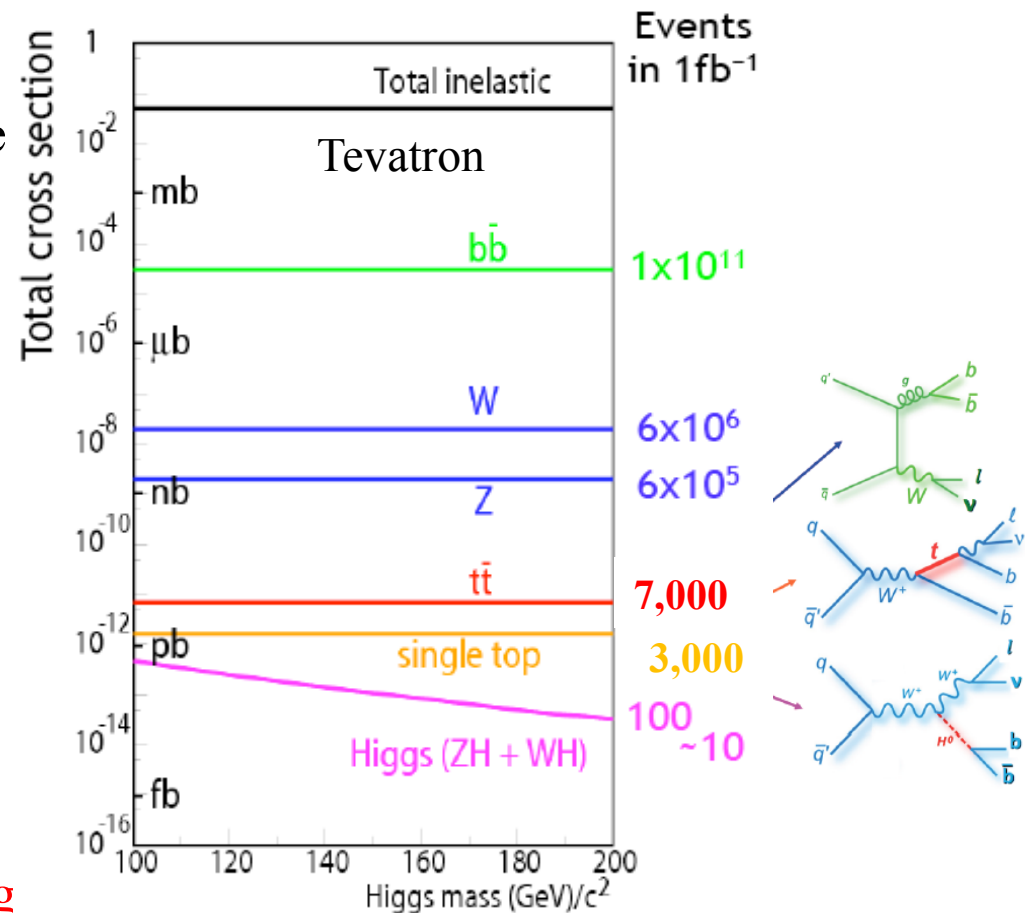 Events
in 1fb⁻¹
Total cross section
1
10⁻²
10⁻⁴
10⁻⁶
10⁻⁸
10⁻¹⁰
10⁻¹²
10⁻¹⁴
10⁻¹⁶
mb
μb
nb
pb
fb
Total inelastic
Tevatron
bb̄
1x10¹¹
W
6x10⁶
Z
6x10⁵
tt̄
7,000
single top
3,000
Higgs (ZH + WH)
100
~10
100 120 140 160 180 200
Higgs mass (GeV)/c²
q' g b
b̄
q̄ W l
ν
q t l
ν
W⁺ b
q̄' b̄
q W⁺ W⁺ l
ν
H⁰ b
q̄' b̄
e
g